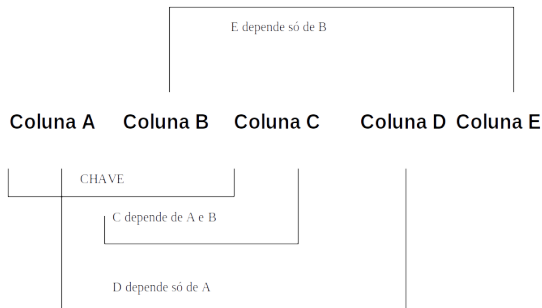 E depende só de B
Coluna A Coluna B Coluna C Coluna D Coluna E
CHAVE
C depende de A e B
D depende só de A